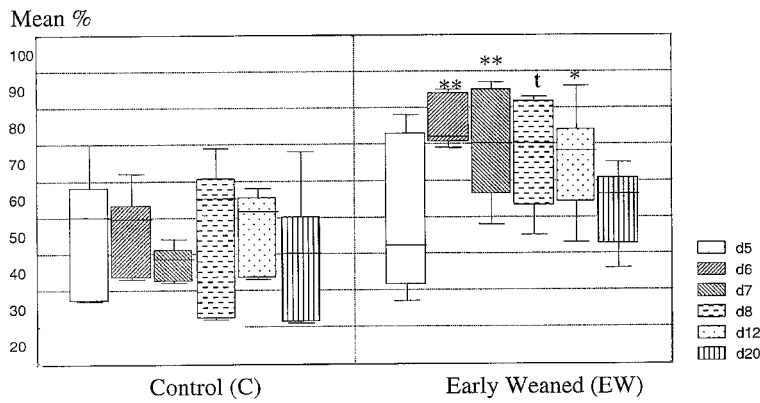 Mean %
100
90
80
70
60
50
40
30
20
** ** t *
d5
d6
d7
d8
d12
d20
Control (C) Early Weaned (EW)